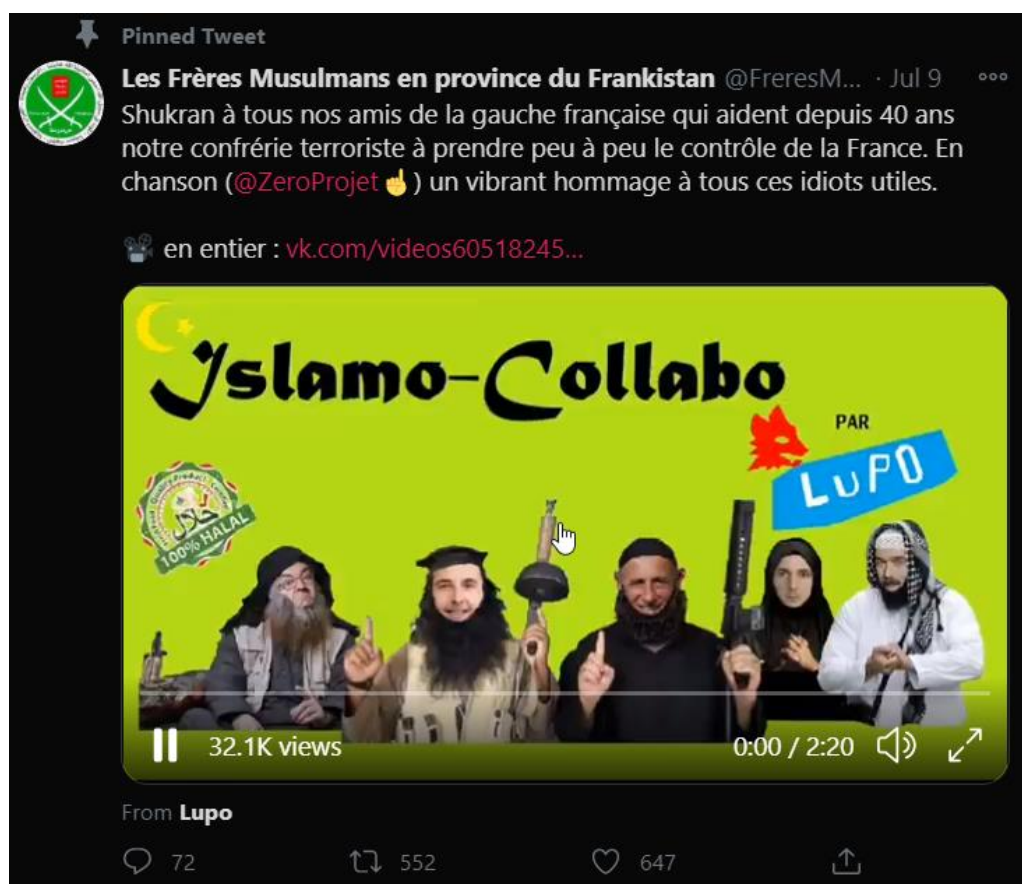 Pinned Tweet
Les Frères Musulmans en province du Frankistan @FreresM... · Jul 9
Shukran à tous nos amis de la gauche française qui aident depuis 40 ans
notre confrérie terroriste à prendre peu à peu le contrôle de la France. En
chanson (@ZeroProjet☝️) un vibrant hommage à tous ces idiots utiles.
🎥 en entier : vk.com/videos60518245...
Islamo-Collabo
PAR
LUPO
حلال
100% HALAL
32.1K views
0:00 / 2:20
From Lupo
72
552
647